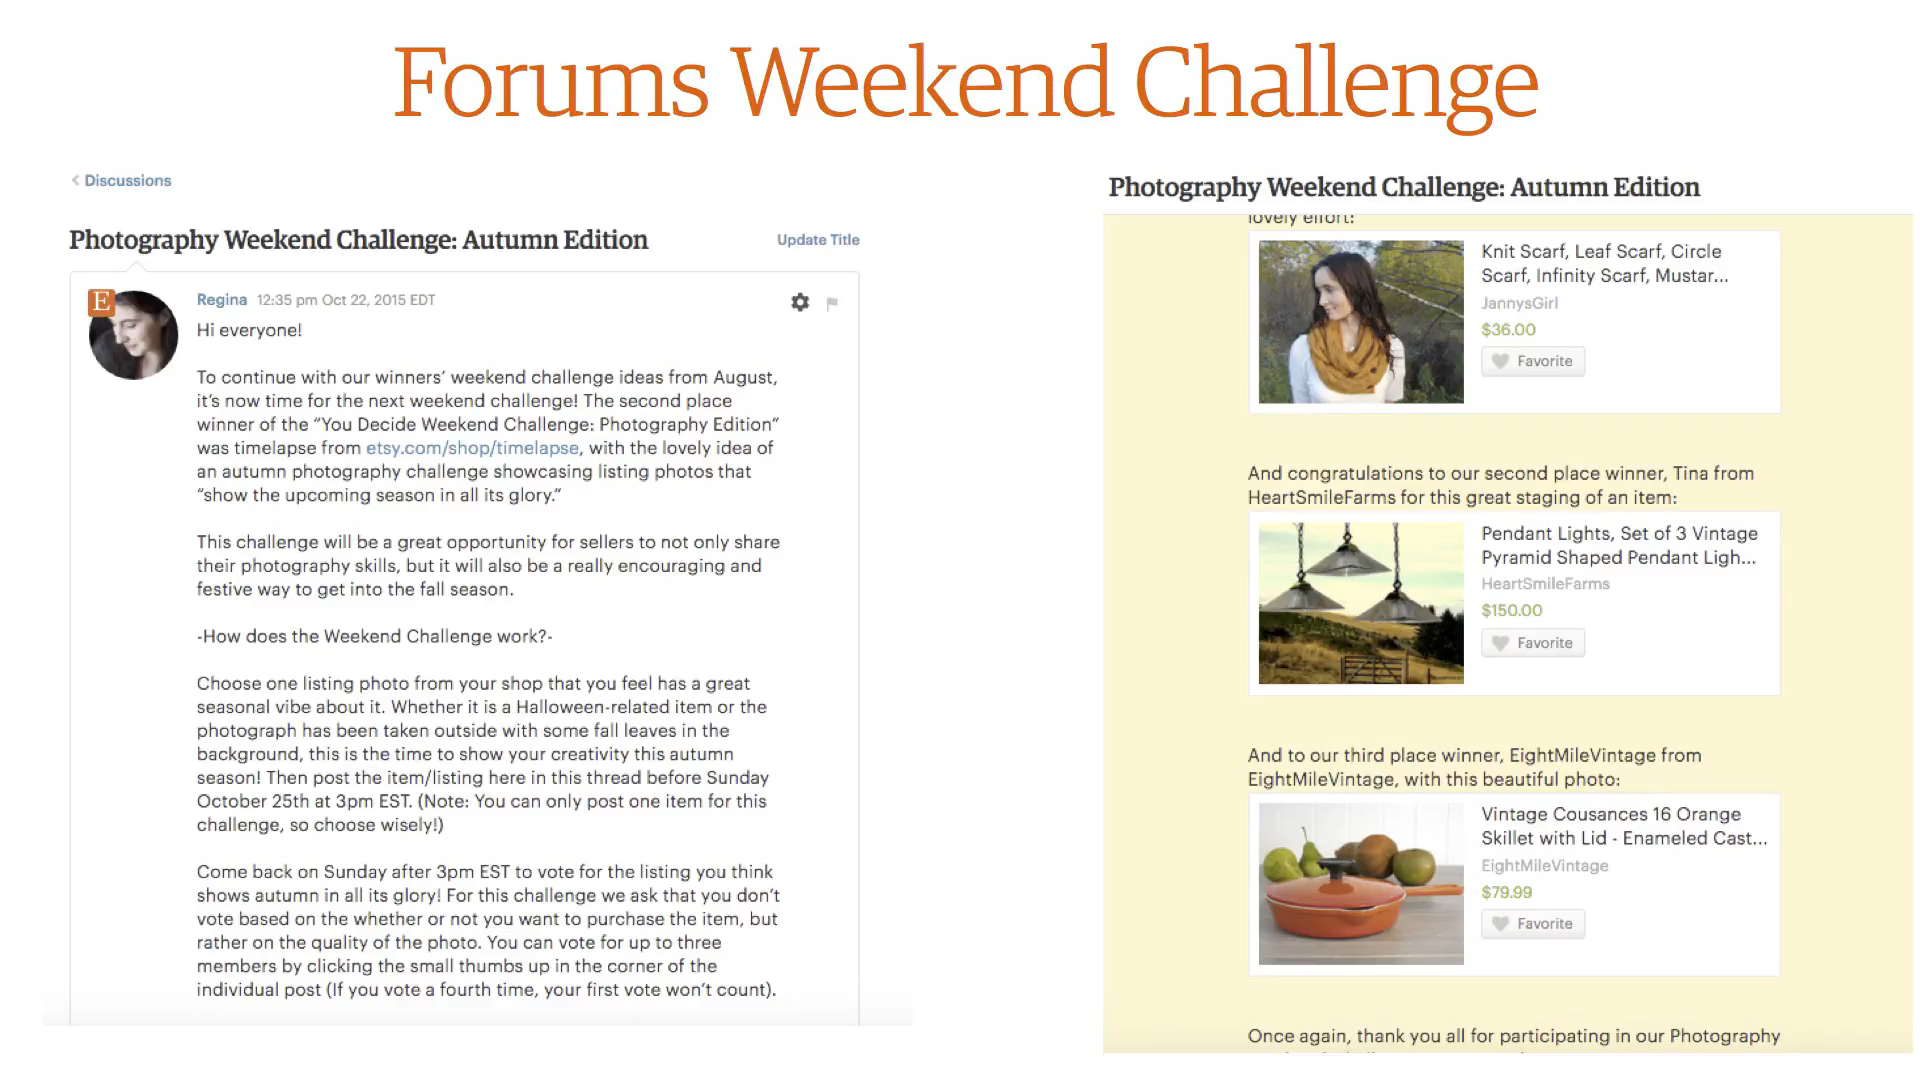 Forums Weekend Challenge
Discussions
Photography Weekend Challenge: Autumn Edition
Update Title
E
Regina 12:35 pm Oct 22, 2015 EDT
Hi everyone!
To continue with our winners’ weekend challenge ideas from August,
it’s now time for the next weekend challenge! The second place
winner of the “You Decide Weekend Challenge: Photography Edition”
was timelapse from etsy.com/shop/timelapse, with the lovely idea of
an autumn photography challenge showcasing listing photos that
“show the upcoming season in all its glory.”
This challenge will be a great opportunity for sellers to not only share
their photography skills, but it will also be a really encouraging and
festive way to get into the fall season.
-How does the Weekend Challenge work?-
Choose one listing photo from your shop that you feel has a great
seasonal vibe about it. Whether it is a Halloween-related item or the
photograph has been taken outside with some fall leaves in the
background, this is the time to show your creativity this autumn
season! Then post the item/listing here in this thread before Sunday
October 25th at 3pm EST. (Note: You can only post one item for this
challenge, so choose wisely!)
Come back on Sunday after 3pm EST to vote for the listing you think
shows autumn in all its glory! For this challenge we ask that you don’t
vote based on the whether or not you want to purchase the item, but
rather on the quality of the photo. You can vote for up to three
members by clicking the small thumbs up in the corner of the
individual post (If you vote a fourth time, your first vote won’t count).
Photography Weekend Challenge: Autumn Edition
lovely effort:
Knit Scarf, Leaf Scarf, Circle
Scarf, Infinity Scarf, Mustar...
JannysGirl
$36.00
Favorite
And congratulations to our second place winner, Tina from
HeartSmileFarms for this great staging of an item:
Pendant Lights, Set of 3 Vintage
Pyramid Shaped Pendant Ligh...
HeartSmileFarms
$150.00
Favorite
And to our third place winner, EightMileVintage from
EightMileVintage, with this beautiful photo:
Vintage Cousances 16 Orange
Skillet with Lid - Enameled Cast...
EightMileVintage
$79.99
Favorite
Once again, thank you all for participating in our Photography